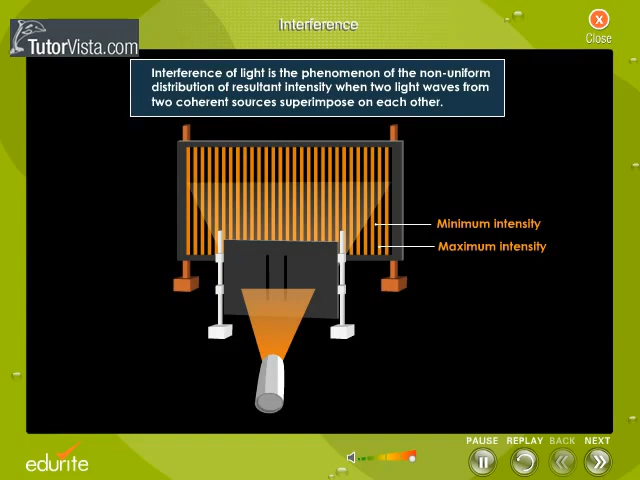 Interference
Close
TutorVista.com
Interference of light is the phenomenon of the non-uniform
distribution of resultant intensity when two light waves from
two coherent sources superimpose on each other.
Minimum intensity
Maximum intensity
edurite
PAUSE REPLAY BACK NEXT